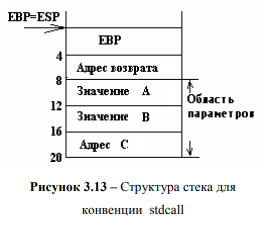 EBP=ESP
EBP
4
Адрес возврата
8
Значение A
Область
параметров
12
Значение B
16
Адрес C
20
Рисунок 3.13 – Структура стека для
конвенции stdcall